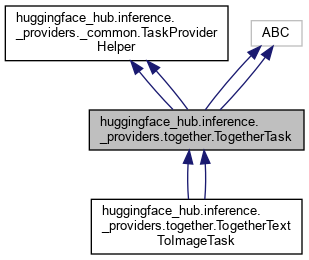 huggingface_hub.inference.
_providers._common.TaskProvider
Helper
ABC
huggingface_hub.inference.
_providers.together.TogetherTask
huggingface_hub.inference.
_providers.together.TogetherText
ToImageTask